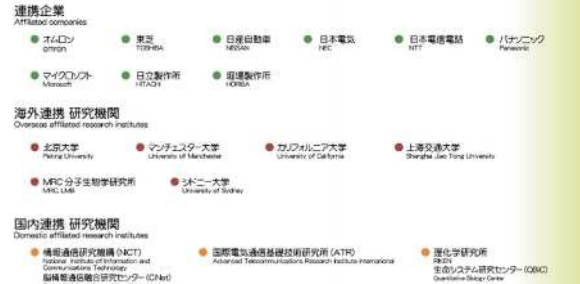 連携企業
Affiliated companies
オムロン 東芝 日産自動車 日本電気 日本電信電話 パナソニック
omron TOSHIBA NISSAN NEC NTT Panasonic
マイクロソフト 日立製作所 堀場製作所
Microsoft HITACHI HORIBA
海外連携 研究機関
Overseas affiliated research institutes
北京大学 マンチェスター大学 カリフォルニア大学 上海交通大学
Peking University University of Manchester University of California Shanghai Jiao Tong University
MRC 分子生物学研究所 シドニー大学
MRC LMB University of Sydney
国内連携 研究機関
Domestic affiliated research institutes
情報通信研究機構 (NICT) 国際電気通信基礎技術研究所 (ATR) 理化学研究所
National Institute of Information and Advanced Telecommunications Research Institute International RIKEN
Communications Technology 生命システム研究センター (QBiC)
脳情報通信融合研究センター (CiNet) Quantitative Biology Center